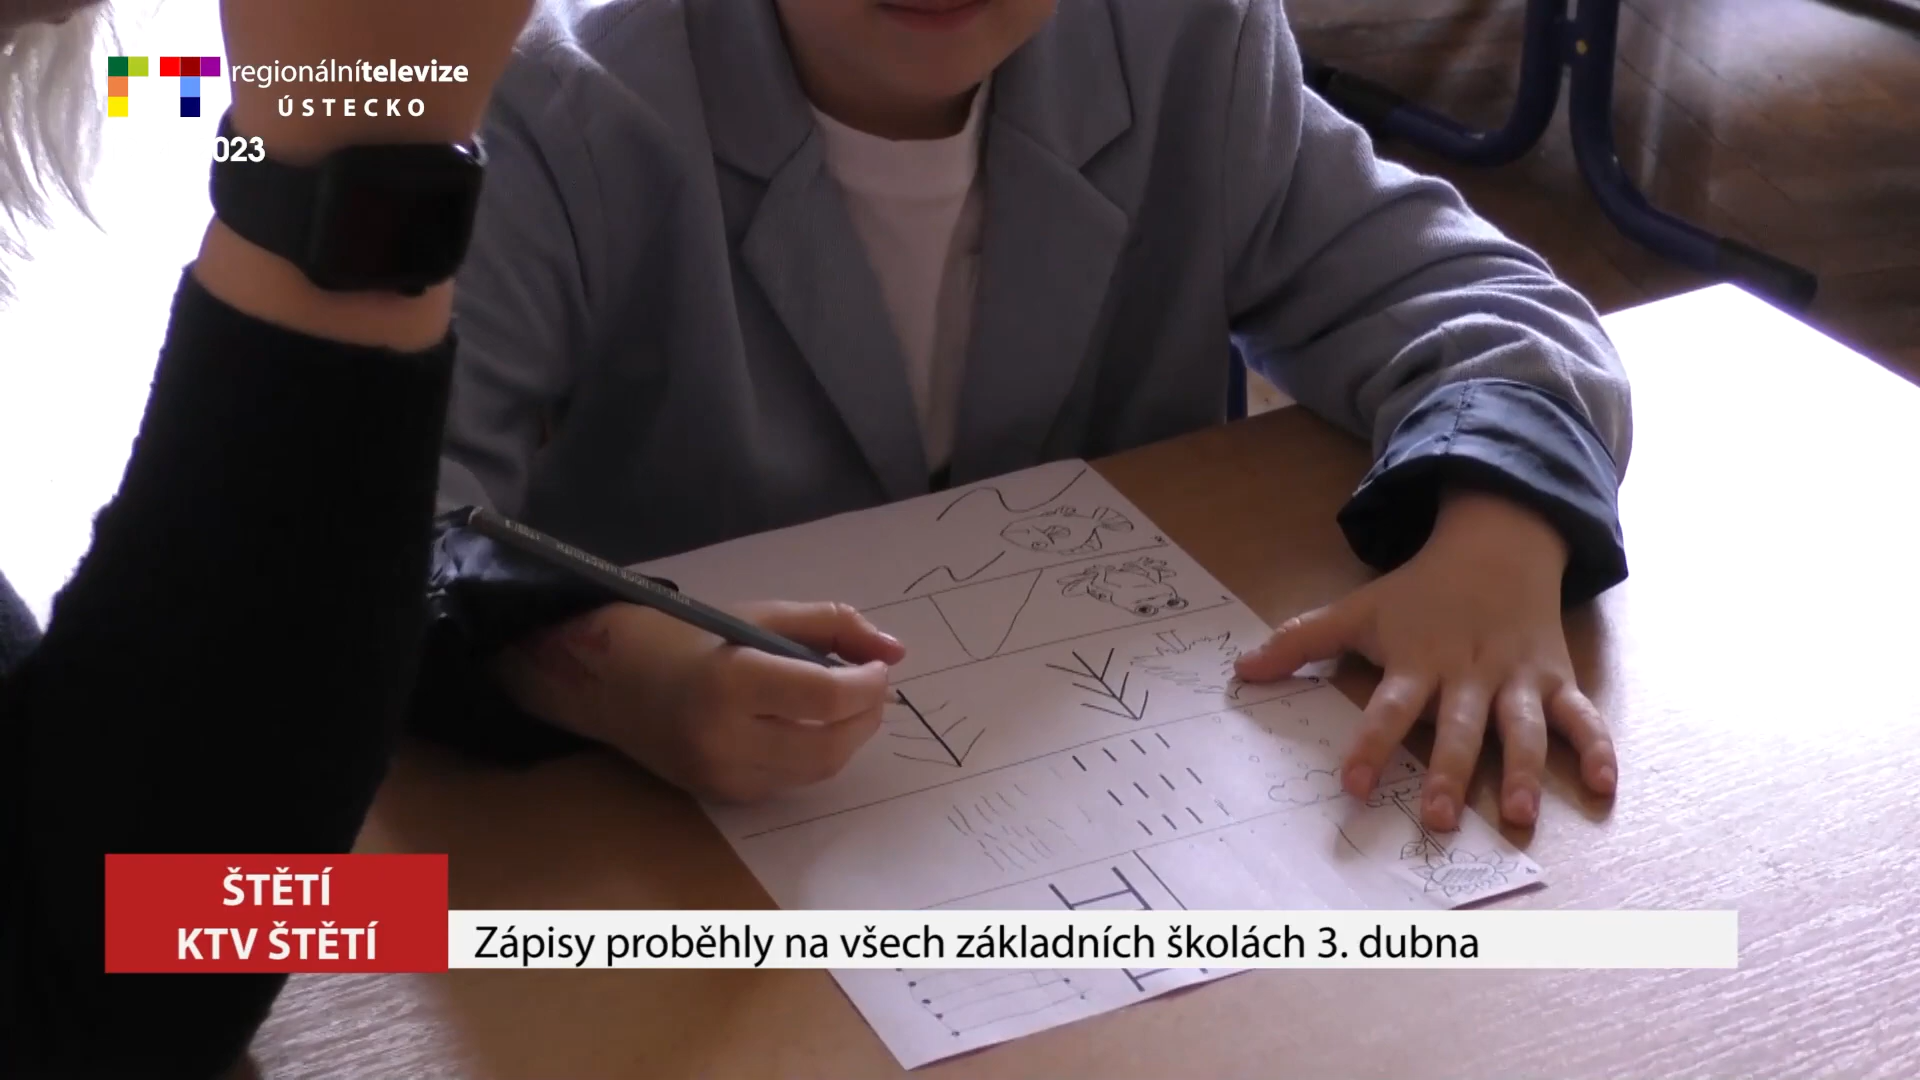 regionálnítelevize
ÚSTECKO
023
ŠTĚTÍ
KTV ŠTĚTÍ
Zápisy proběhly na všech základních školách 3. dubna